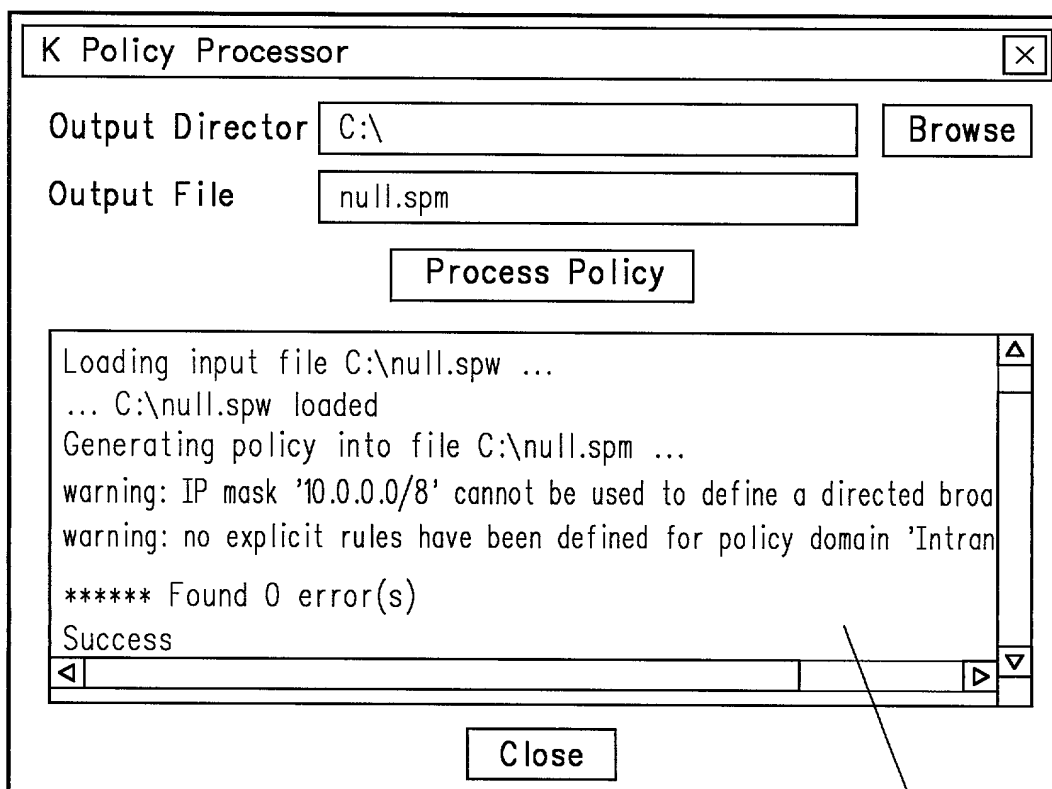 K Policy Processor
Output Director C:\ Browse
Output File null.spm
Process Policy
Loading input file C:\null.spw ...
... C:\null.spw loaded
Generating policy into file C:\null.spm ...
warning: IP mask '10.0.0.0/8' cannot be used to define a directed broa
warning: no explicit rules have been defined for policy domain 'Intran
****** Found 0 error(s)
Success
Close